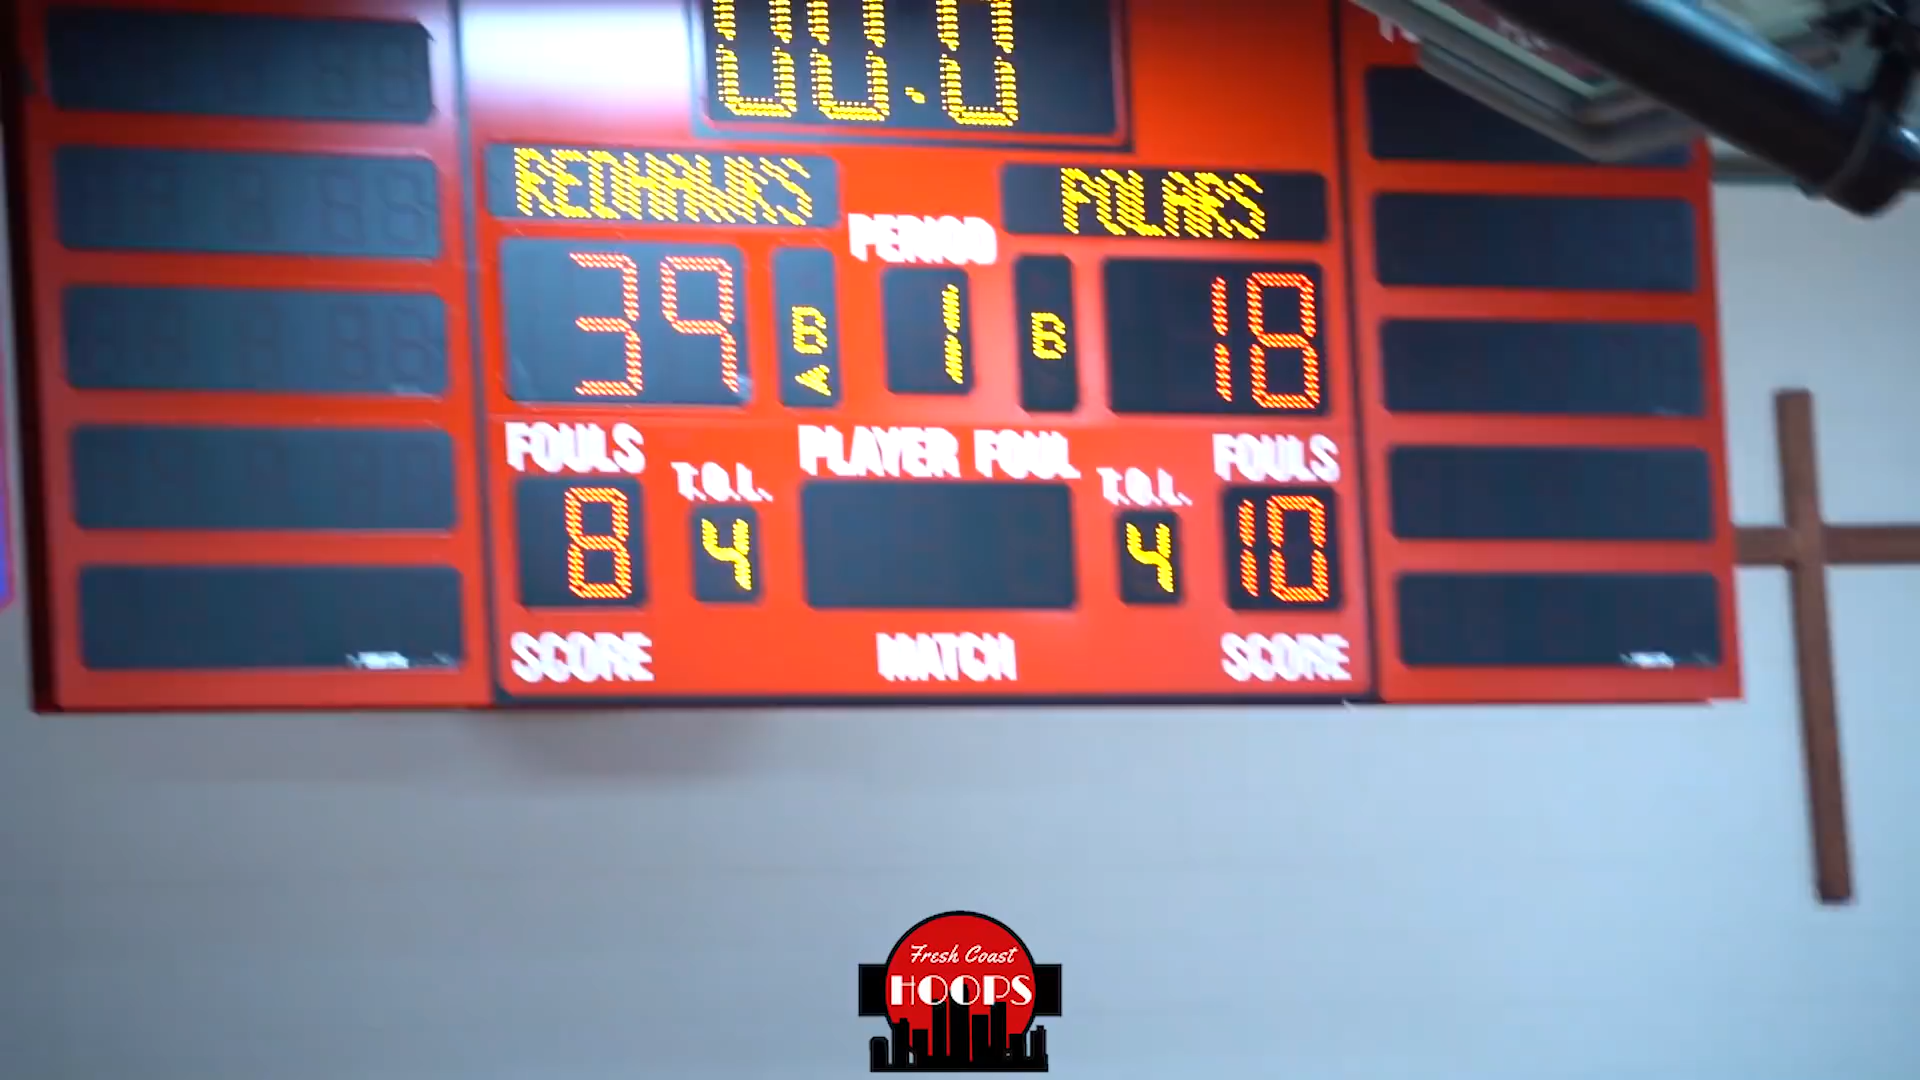 00.0
REDHAWKS
POLARS
PERIOD
39
B
1
B
18
FOULS
T.O.L.
PLAYER FOUL
T.O.L.
FOULS
8
4
4
10
SCORE
MATCH
SCORE
Fresh Coast
HOOPS